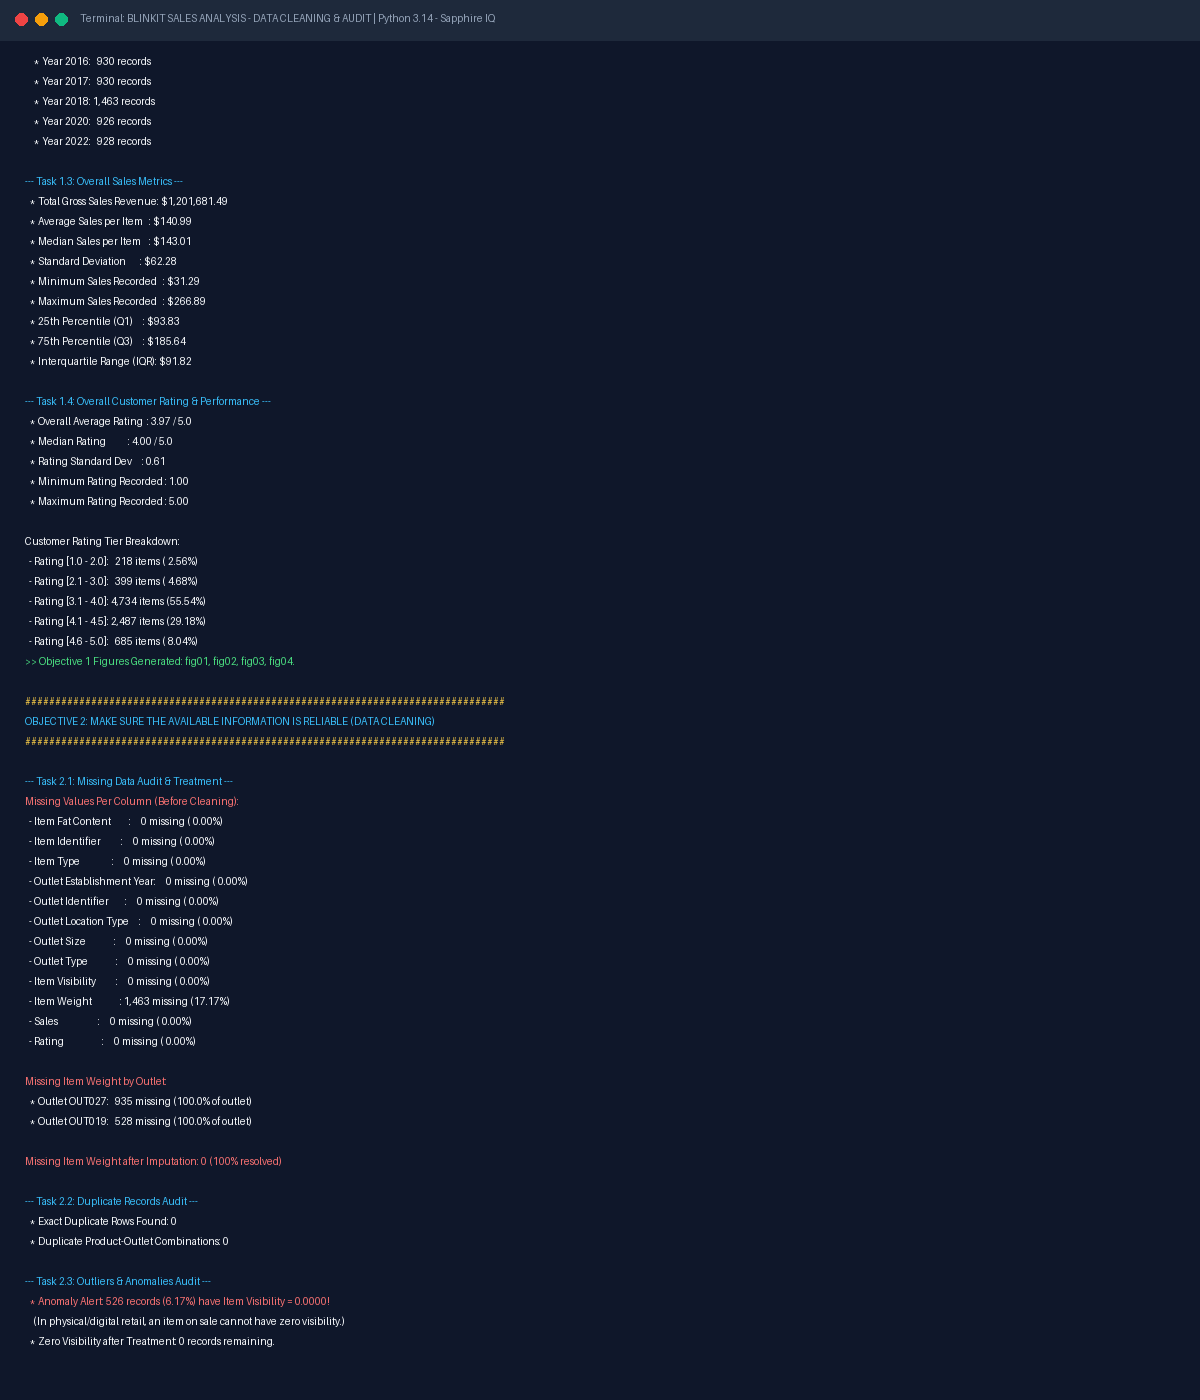 Terminal: BLINKIT SALES ANALYSIS - DATA CLEANING & AUDIT | Python 3.14 - Sapphire IQ
* Year 2016: 930 records
* Year 2017: 930 records
* Year 2018: 1,463 records
* Year 2020: 926 records
* Year 2022: 928 records
--- Task 1.3: Overall Sales Metrics ---
* Total Gross Sales Revenue: $1,201,681.49
* Average Sales per Item : $140.99
* Median Sales per Item : $143.01
* Standard Deviation : $62.28
* Minimum Sales Recorded : $31.29
* Maximum Sales Recorded : $266.89
* 25th Percentile (Q1) : $93.83
* 75th Percentile (Q3) : $185.64
* Interquartile Range (IQR): $91.82
--- Task 1.4: Overall Customer Rating & Performance ---
* Overall Average Rating : 3.97 / 5.0
* Median Rating : 4.00 / 5.0
* Rating Standard Dev : 0.61
* Minimum Rating Recorded : 1.00
* Maximum Rating Recorded : 5.00
Customer Rating Tier Breakdown:
- Rating [1.0 - 2.0]: 218 items ( 2.56%)
- Rating [2.1 - 3.0]: 399 items ( 4.68%)
- Rating [3.1 - 4.0]: 4,734 items (55.54%)
- Rating [4.1 - 4.5]: 2,487 items (29.18%)
- Rating [4.6 - 5.0]: 685 items ( 8.04%)
>> Objective 1 Figures Generated: fig01, fig02, fig03, fig04.
################################################################################
OBJECTIVE 2: MAKE SURE THE AVAILABLE INFORMATION IS RELIABLE (DATA CLEANING)
################################################################################
--- Task 2.1: Missing Data Audit & Treatment ---
Missing Values Per Column (Before Cleaning):
- Item Fat Content : 0 missing ( 0.00%)
- Item Identifier : 0 missing ( 0.00%)
- Item Type : 0 missing ( 0.00%)
- Outlet Establishment Year: 0 missing ( 0.00%)
- Outlet Identifier : 0 missing ( 0.00%)
- Outlet Location Type : 0 missing ( 0.00%)
- Outlet Size : 0 missing ( 0.00%)
- Outlet Type : 0 missing ( 0.00%)
- Item Visibility : 0 missing ( 0.00%)
- Item Weight : 1,463 missing (17.17%)
- Sales : 0 missing ( 0.00%)
- Rating : 0 missing ( 0.00%)
Missing Item Weight by Outlet:
* Outlet OUT027: 935 missing (100.0% of outlet)
* Outlet OUT019: 528 missing (100.0% of outlet)
Missing Item Weight after Imputation: 0 (100% resolved)
--- Task 2.2: Duplicate Records Audit ---
* Exact Duplicate Rows Found: 0
* Duplicate Product-Outlet Combinations: 0
--- Task 2.3: Outliers & Anomalies Audit ---
* Anomaly Alert: 526 records (6.17%) have Item Visibility = 0.0000!
(In physical/digital retail, an item on sale cannot have zero visibility.)
* Zero Visibility after Treatment: 0 records remaining.